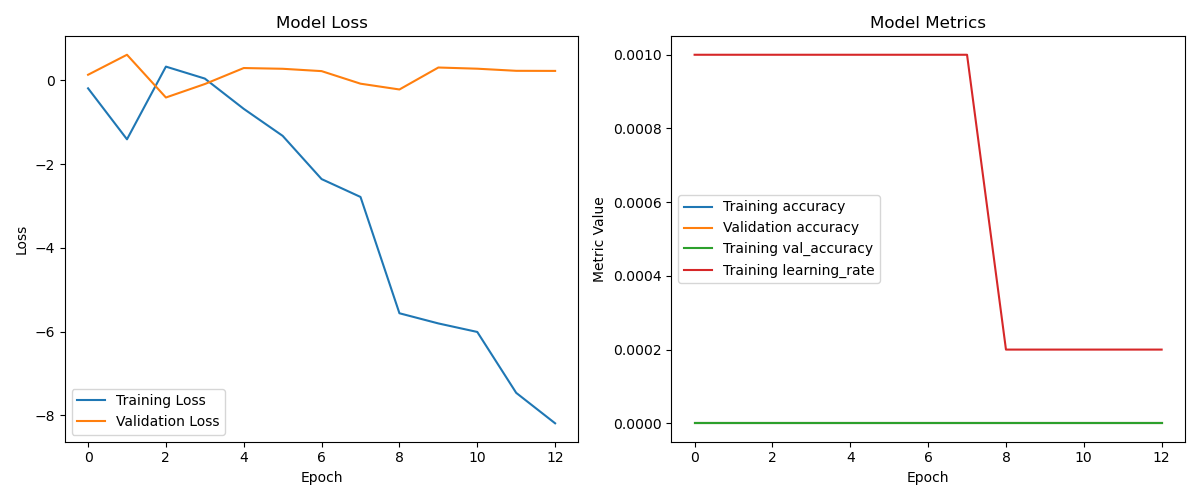 Model Loss
Loss
0
−2
−4
−6
−8
Training Loss
Validation Loss
0 2 4 6 8 10 12
Epoch
Model Metrics
Metric Value
0.0010
0.0008
0.0006
0.0004
0.0002
0.0000
Training accuracy
Validation accuracy
Training val_accuracy
Training learning_rate
0 2 4 6 8 10 12
Epoch